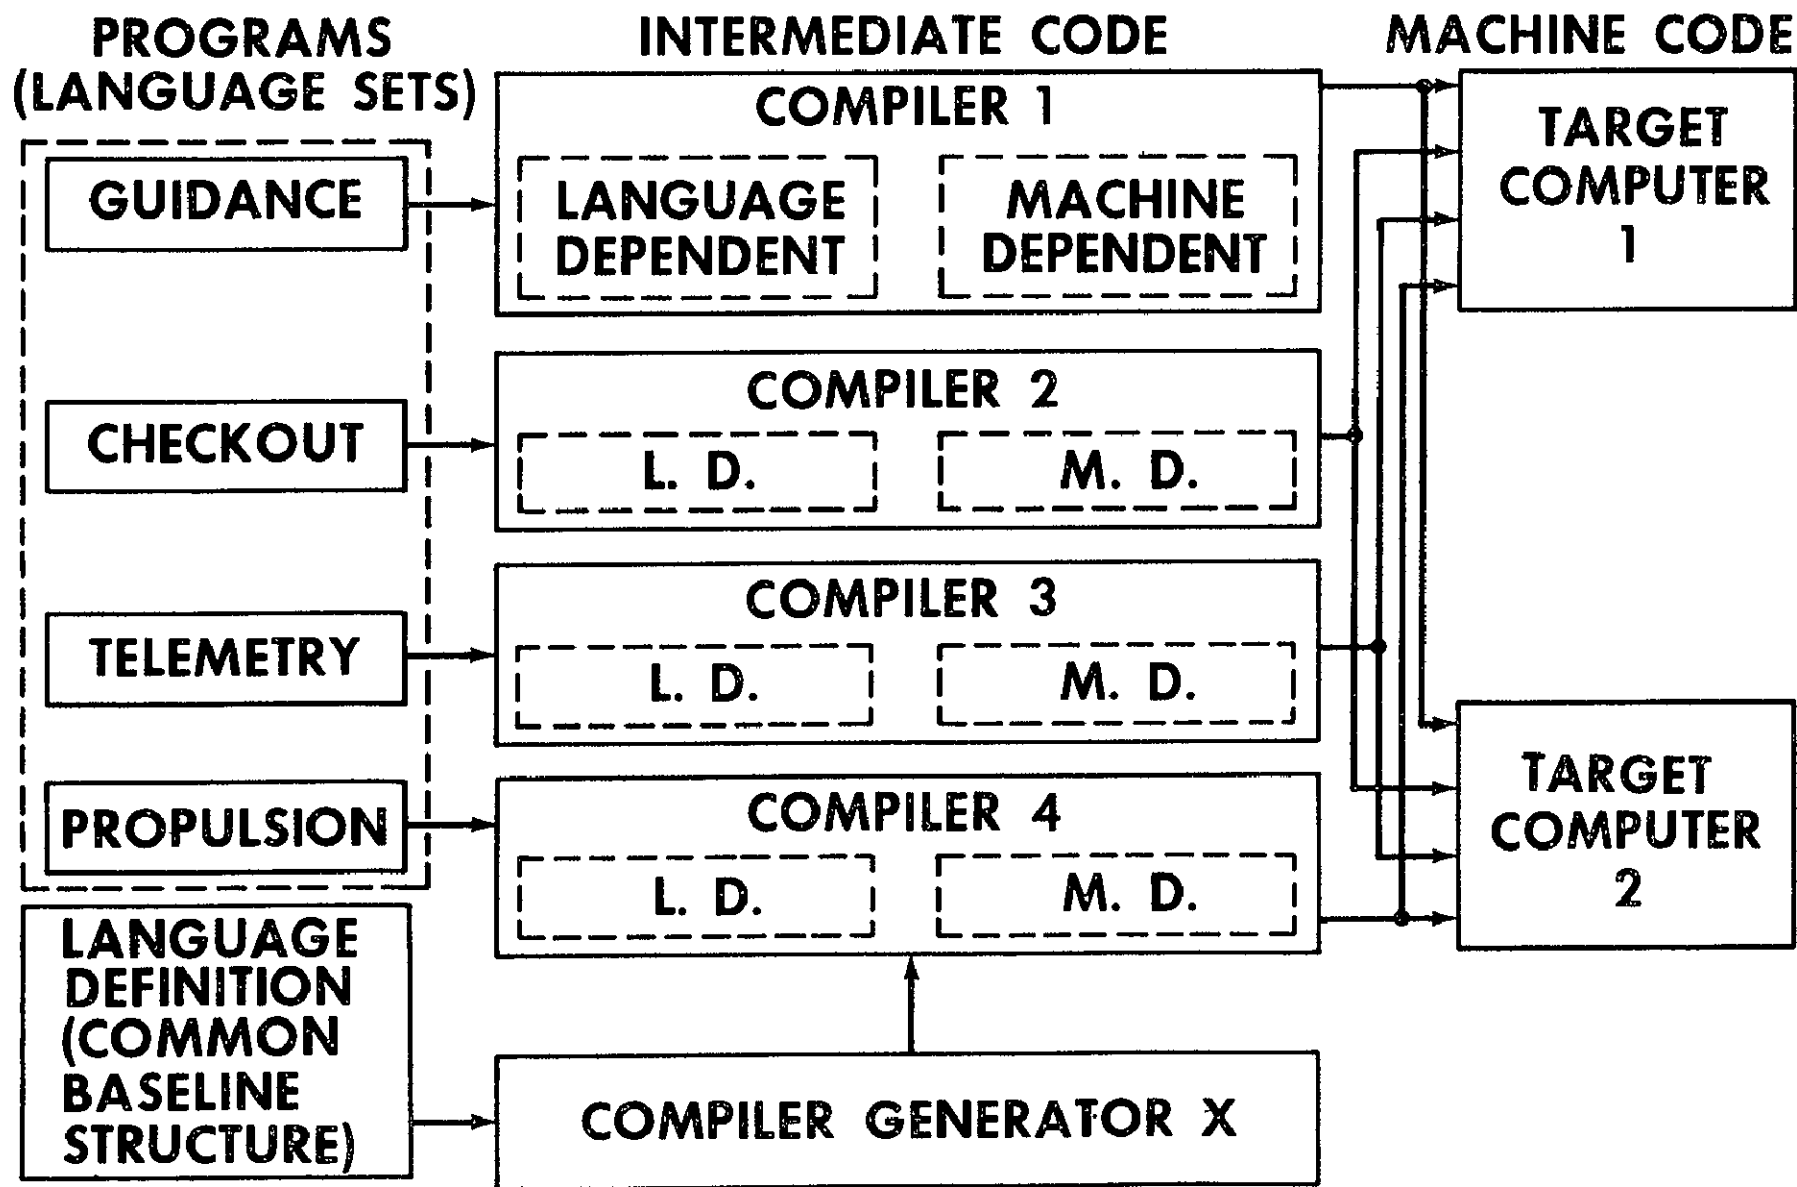 PROGRAMS
(LANGUAGE SETS)
INTERMEDIATE CODE
MACHINE CODE
GUIDANCE
CHECKOUT
TELEMETRY
PROPULSION
LANGUAGE
DEFINITION
(COMMON
BASELINE
STRUCTURE)
COMPILER 1
LANGUAGE
DEPENDENT
MACHINE
DEPENDENT
COMPILER 2
L. D.
M. D.
COMPILER 3
L. D.
M. D.
COMPILER 4
L. D.
M. D.
COMPILER GENERATOR X
TARGET
COMPUTER
1
TARGET
COMPUTER
2